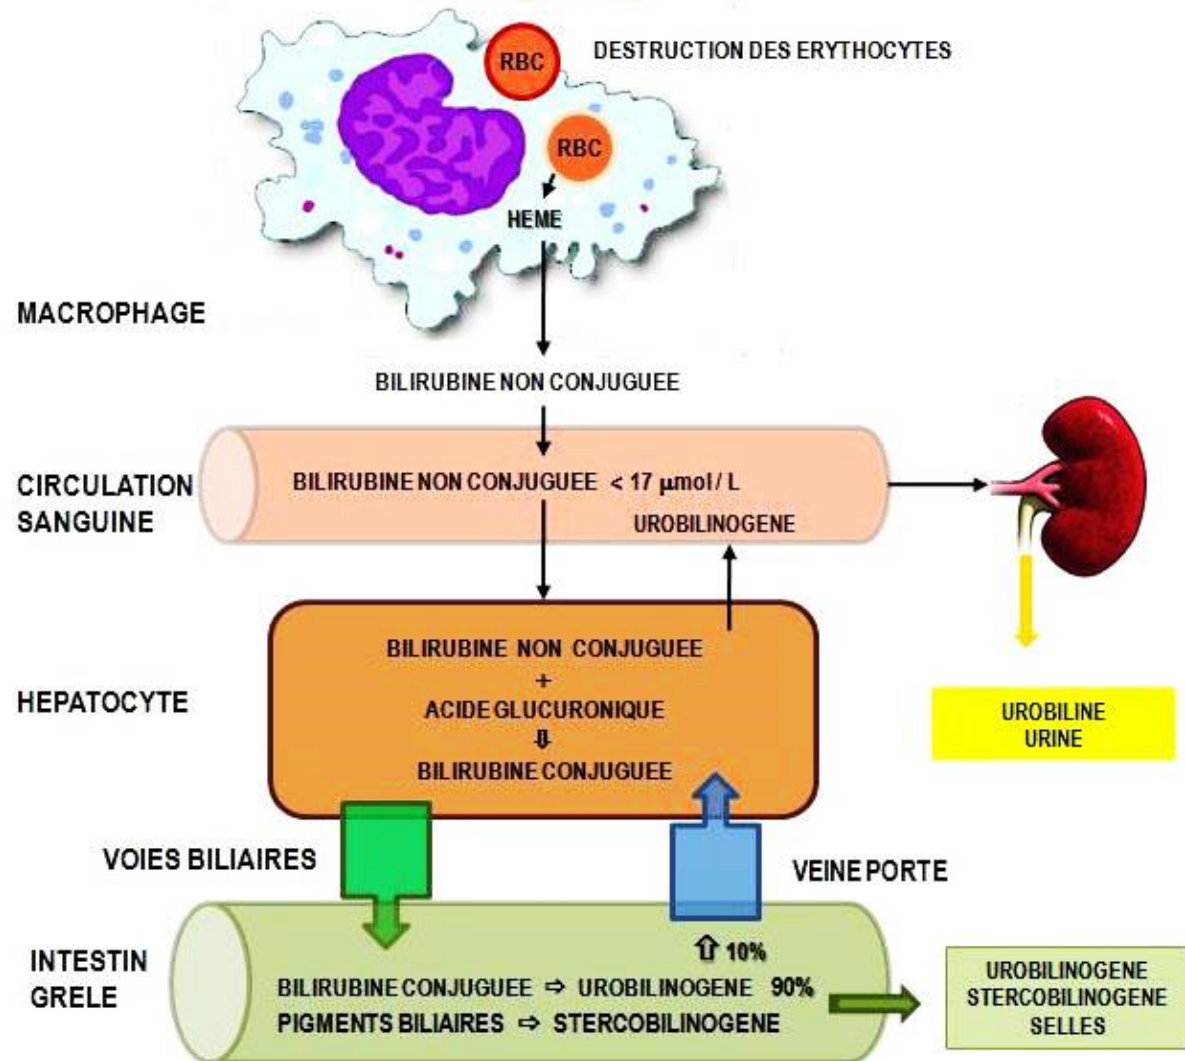 RBC
DESTRUCTION DES ERYTHOCYTES
RBC
HEME
MACROPHAGE
BILIRUBINE NON CONJUGUEE
CIRCULATION
SANGUINE
BILIRUBINE NON CONJUGUEE < 17 µmol / L
UROBILINOGENE
HEPATOCYTE
BILIRUBINE NON CONJUGUEE
+
ACIDE GLUCURONIQUE
⇩
BILIRUBINE CONJUGUEE
UROBILINE
URINE
VOIES BILIAIRES
VEINE PORTE
INTESTIN
GRELE
⇧ 10%
BILIRUBINE CONJUGUEE ⇨ UROBILINOGENE 90%
PIGMENTS BILIAIRES ⇨ STERCOBILINOGENE
UROBILINOGENE
STERCOBILINOGENE
SELLES